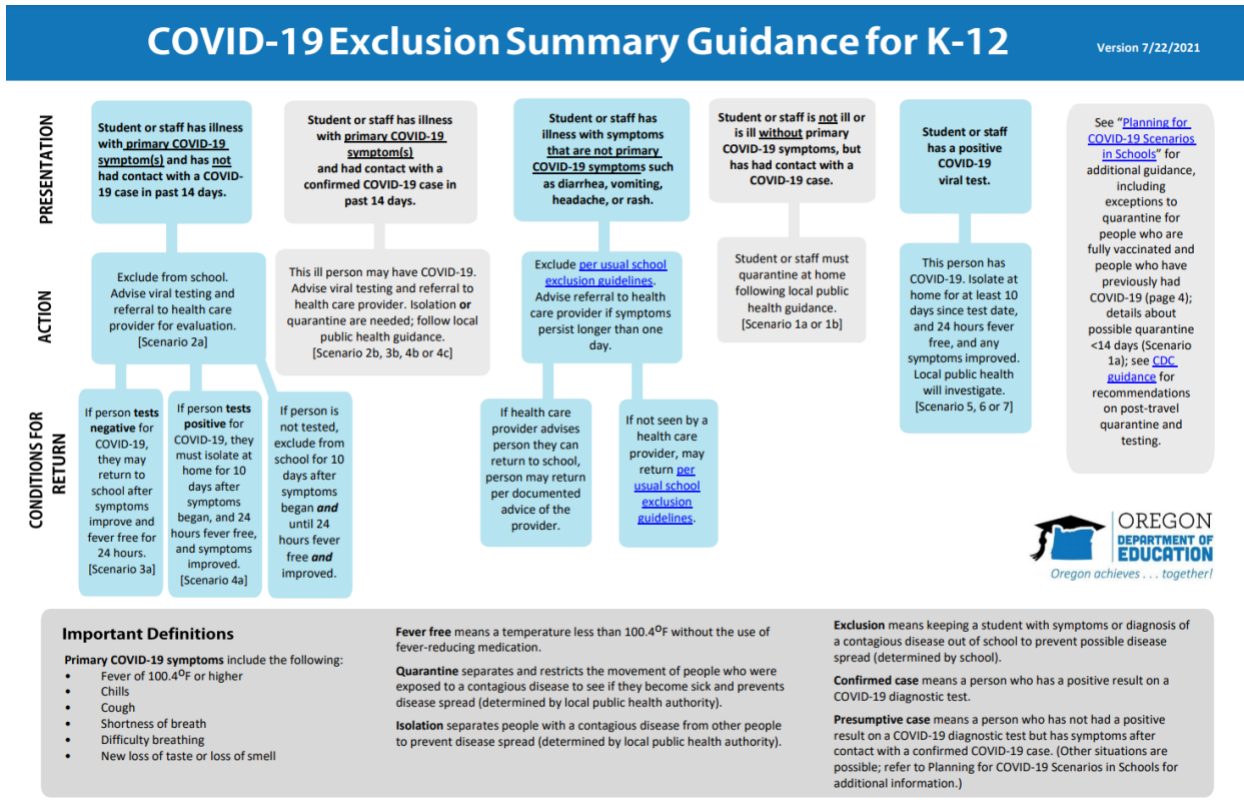 COVID-19 Exclusion Summary Guidance for K-12
Version 7/22/2021
PRESENTATION
Student or staff has illness
with primary COVID-19
symptom(s) and has not
had contact with a COVID-
19 case in past 14 days.
Student or staff has illness
with primary COVID-19
symptom(s)
and had contact with a
confirmed COVID-19 case in
past 14 days.
Student or staff has
illness with symptoms
that are not primary
COVID-19 symptoms such
as diarrhea, vomiting,
headache, or rash.
Student or staff is not ill or
is ill without primary
COVID-19 symptoms, but
has had contact with a
COVID-19 case.
Student or staff
has a positive
COVID-19
viral test.
See “Planning for
COVID-19 Scenarios
in Schools” for
additional guidance,
including
exceptions to
quarantine for
people who are
fully vaccinated and
people who have
previously had
COVID-19 (page 4);
details about
possible quarantine
<14 days (Scenario
1a); see CDC
guidance for
recommendations
on post-travel
quarantine and
testing.
ACTION
Exclude from school.
Advise viral testing and
referral to health care
provider for evaluation.
[Scenario 2a]
This ill person may have COVID-19.
Advise viral testing and referral to
health care provider. Isolation or
quarantine are needed; follow local
public health guidance.
[Scenario 2b, 3b, 4b or 4c]
Exclude per usual school
exclusion guidelines.
Advise referral to health
care provider if symptoms
persist longer than one
day.
Student or staff must
quarantine at home
following local public
health guidance.
[Scenario 1a or 1b]
This person has
COVID-19. Isolate at
home for at least 10
days since test date,
and 24 hours fever
free, and any
symptoms improved.
Local public health
will investigate.
[Scenario 5, 6 or 7]
CONDITIONS FOR
RETURN
If person tests
negative for
COVID-19,
they may
return to
school after
symptoms
improve and
fever free for
24 hours.
[Scenario 3a]
If person tests
positive for
COVID-19, they
must isolate at
home for 10
days after
symptoms
began, and 24
hours fever free,
and symptoms
improved.
[Scenario 4a]
If person is
not tested,
exclude from
school for 10
days after
symptoms
began and
until 24
hours fever
free and
improved.
If health care
provider advises
person they can
return to school,
person may return
per documented
advice of the
provider.
If not seen by a
health care
provider, may
return per
usual school
exclusion
guidelines.
OREGON
DEPARTMENT OF
EDUCATION
Oregon achieves . . . together!
Important Definitions
Primary COVID-19 symptoms include the following:
• Fever of 100.4⁰F or higher
• Chills
• Cough
• Shortness of breath
• Difficulty breathing
• New loss of taste or loss of smell
Fever free means a temperature less than 100.4⁰F without the use of
fever-reducing medication.
Quarantine separates and restricts the movement of people who were
exposed to a contagious disease to see if they become sick and prevents
disease spread (determined by local public health authority).
Isolation separates people with a contagious disease from other people
to prevent disease spread (determined by local public health authority).
Exclusion means keeping a student with symptoms or diagnosis of
a contagious disease out of school to prevent possible disease
spread (determined by school).
Confirmed case means a person who has a positive result on a
COVID-19 diagnostic test.
Presumptive case means a person who has not had a positive
result on a COVID-19 diagnostic test but has symptoms after
contact with a confirmed COVID-19 case. (Other situations are
possible; refer to Planning for COVID-19 Scenarios in Schools for
additional information.)